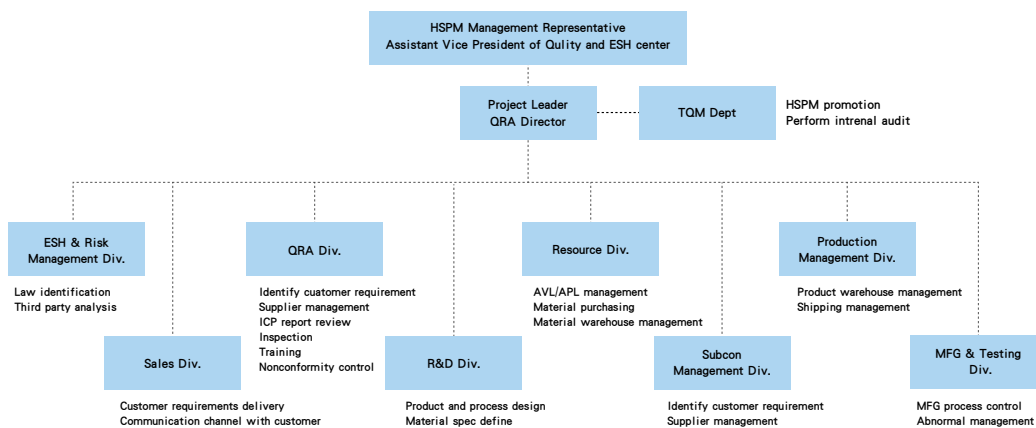 HSPM Management Representative
Assistant Vice President of Qulity and ESH center
Project Leader
QRA Director
TQM Dept
HSPM promotion
Perform intrenal audit
ESH & Risk
Management Div.
Law identification
Third party analysis
Sales Div.
Customer requirements delivery
Communication channel with customer
QRA Div.
Identify customer requirement
Supplier management
ICP report review
Inspection
Training
Nonconformity control
R&D Div.
Product and process design
Material spec define
Resource Div.
AVL/APL management
Material purchasing
Material warehouse management
Subcon
Management Div.
Identify customer requirement
Supplier management
Production
Management Div.
Product warehouse management
Shipping management
MFG & Testing
Div.
MFG process control
Abnormal management